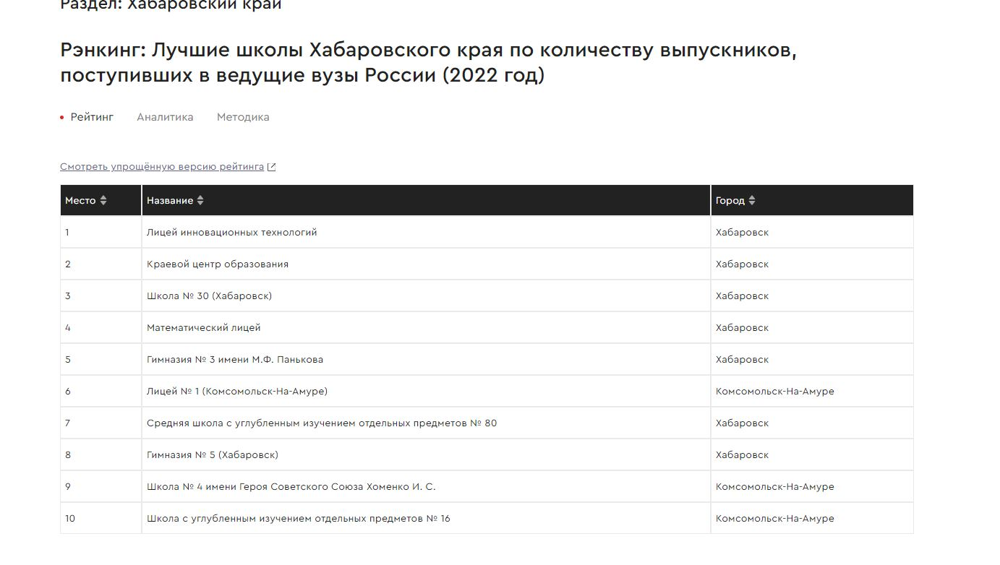 Раздел: Хабаровский край
Рэнкинг: Лучшие школы Хабаровского края по количеству выпускников,
поступивших в ведущие вузы России (2022 год)
Рейтинг Аналитика Методика
Смотреть упрощённую версию рейтинга
Место Название Город
1 Лицей инновационных технологий Хабаровск
2 Краевой центр образования Хабаровск
3 Школа № 30 (Хабаровск) Хабаровск
4 Математический лицей Хабаровск
5 Гимназия № 3 имени М.Ф. Панькова Хабаровск
6 Лицей № 1 (Комсомольск-На-Амуре) Комсомольск-На-Амуре
7 Средняя школа с углубленным изучением отдельных предметов № 80 Хабаровск
8 Гимназия № 5 (Хабаровск) Хабаровск
9 Школа № 4 имени Героя Советского Союза Хоменко И. С. Комсомольск-На-Амуре
10 Школа с углубленным изучением отдельных предметов № 16 Комсомольск-На-Амуре